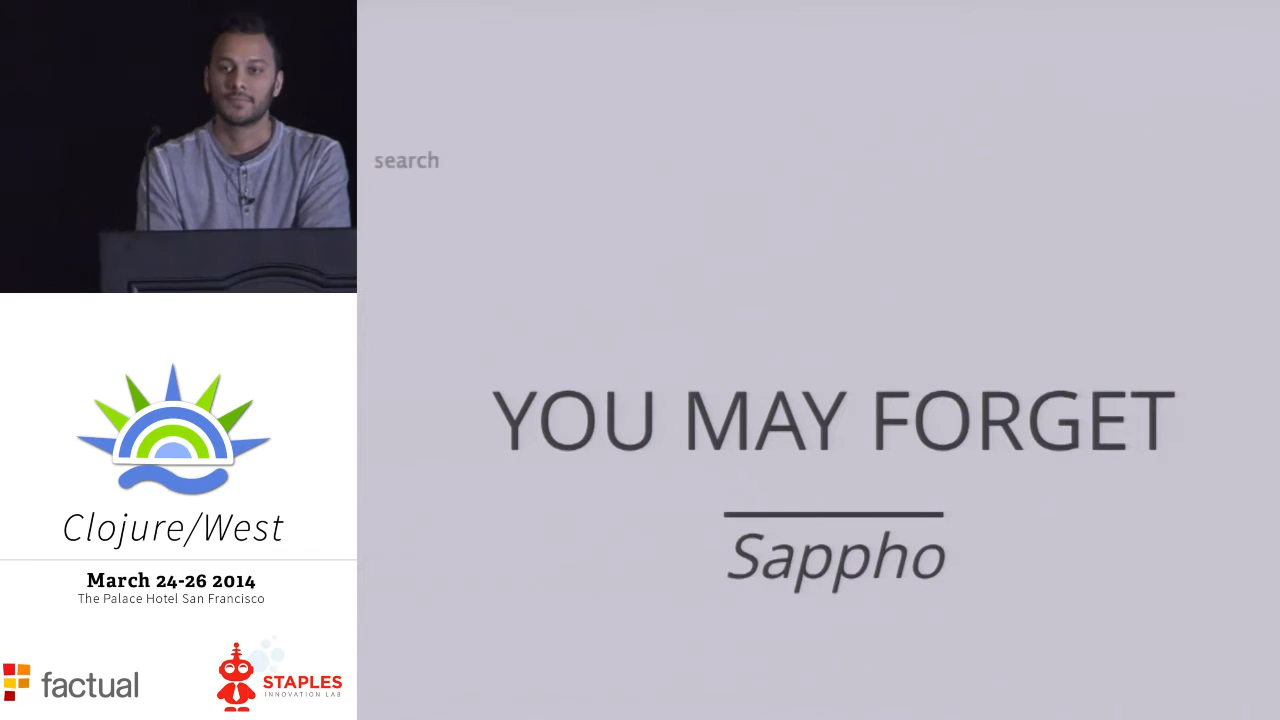 search
YOU MAY FORGET
Sappho
Clojure/West
March 24-26 2014
The Palace Hotel San Francisco
factual
STAPLES
INNOVATION LAB